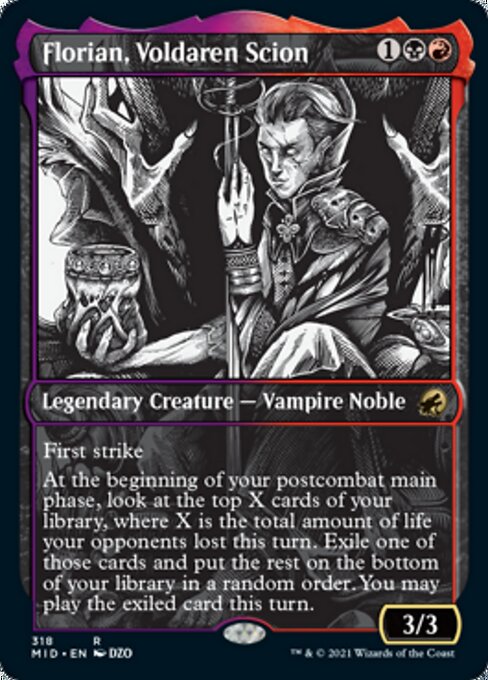 Florian, Voldaren Scion 1
Legendary Creature — Vampire Noble
First strike
At the beginning of your postcombat main
phase, look at the top X cards of your
library, where X is the total amount of life
your opponents lost this turn. Exile one of
those cards and put the rest on the bottom
of your library in a random order. You may
play the exiled card this turn.
3/3
318 R
MID • EN DZO
™ & © 2021 Wizards of the Coast